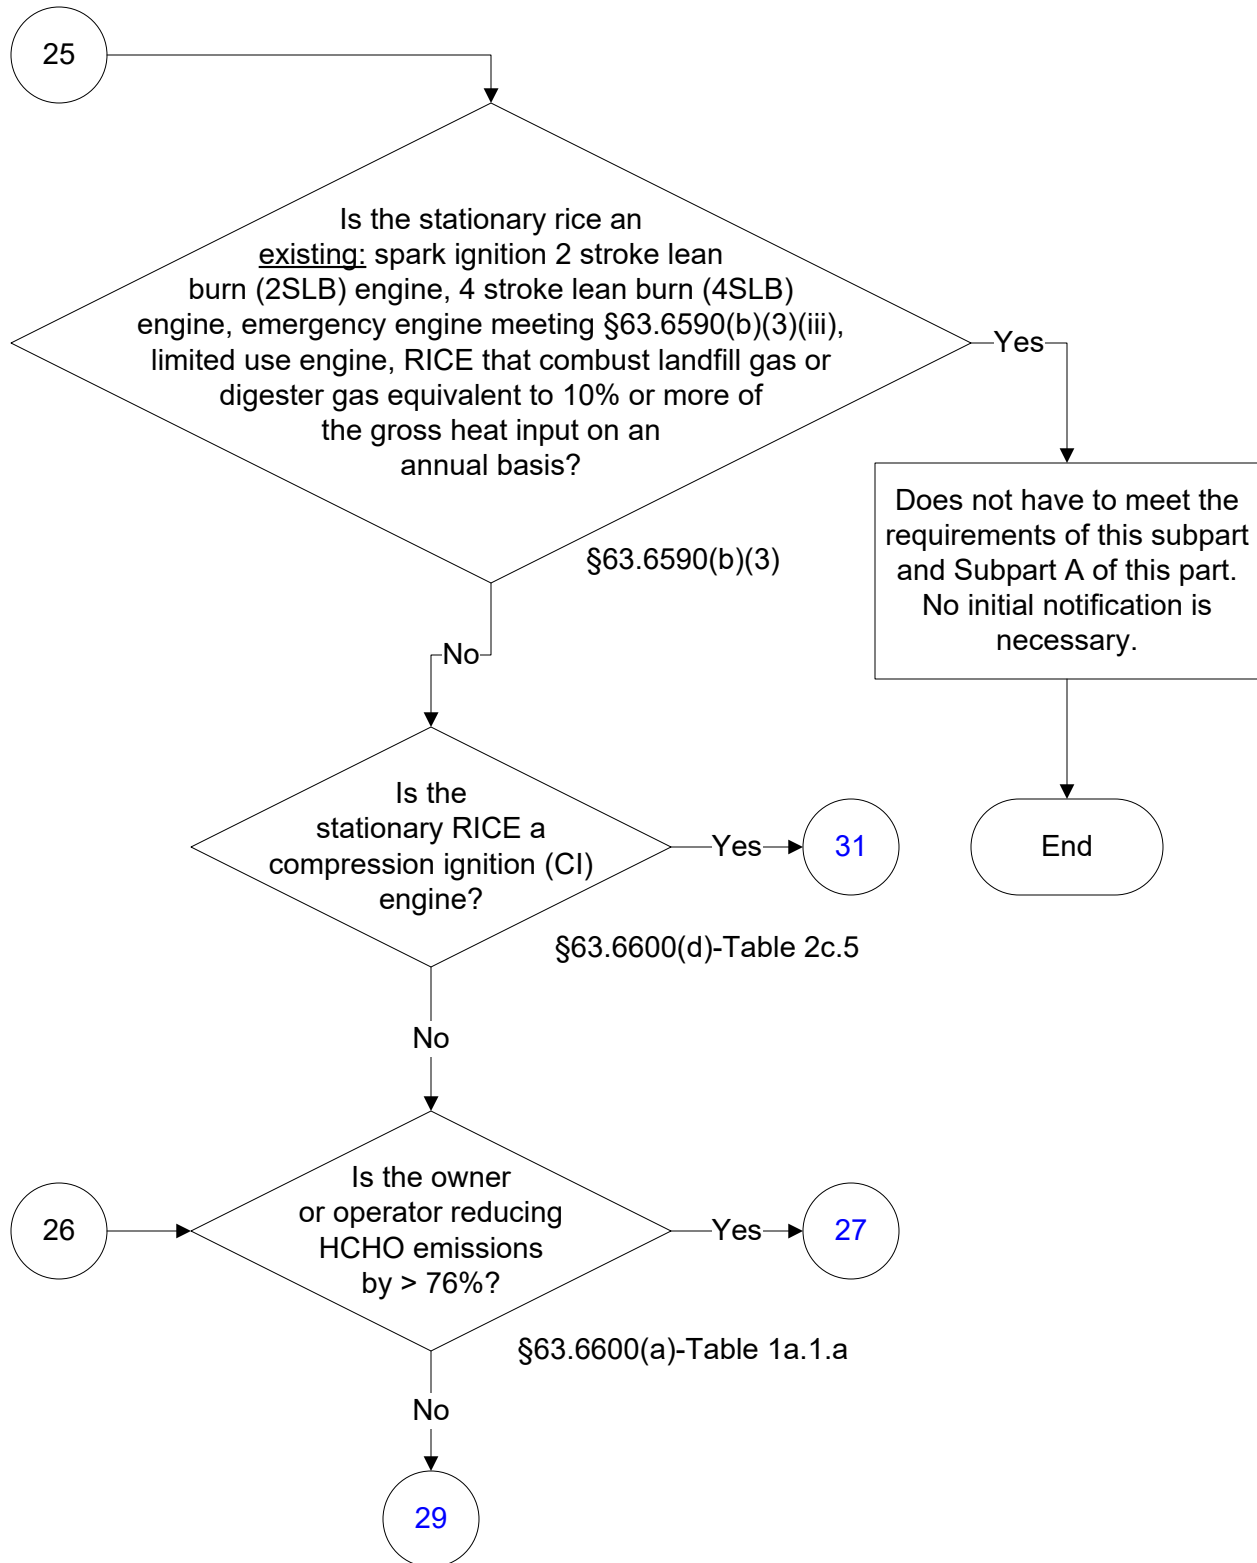 25
Is the stationary rice an
existing: spark ignition 2 stroke lean
burn (2SLB) engine, 4 stroke lean burn (4SLB)
engine, emergency engine meeting §63.6590(b)(3)(iii),
limited use engine, RICE that combust landfill gas or
digester gas equivalent to 10% or more of
the gross heat input on an
annual basis?
Yes
§63.6590(b)(3)
Does not have to meet the
requirements of this subpart
and Subpart A of this part.
No initial notification is
necessary.
End
No
Is the
stationary RICE a
compression ignition (CI)
engine?
Yes
31
§63.6600(d)-Table 2c.5
No
26
Is the owner
or operator reducing
HCHO emissions
by > 76%?
Yes
27
§63.6600(a)-Table 1a.1.a
No
29